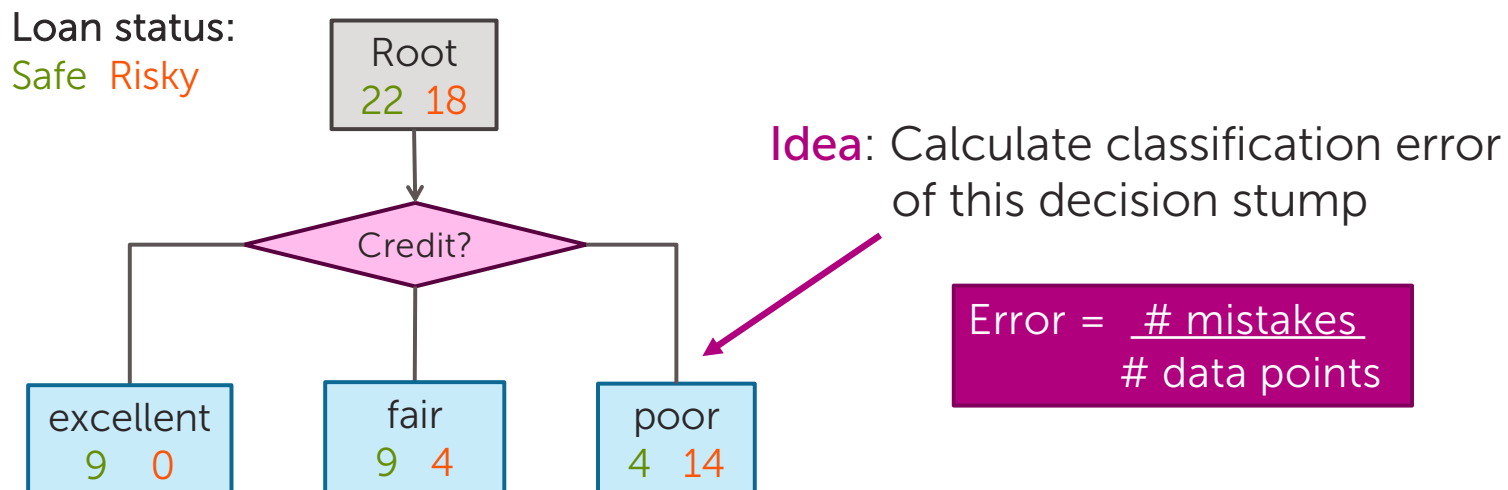 Loan status:
Safe Risky
Root
22 18
Idea: Calculate classification error
of this decision stump
Credit?
Error = # mistakes
# data points
excellent
9 0
fair
9 4
poor
4 14